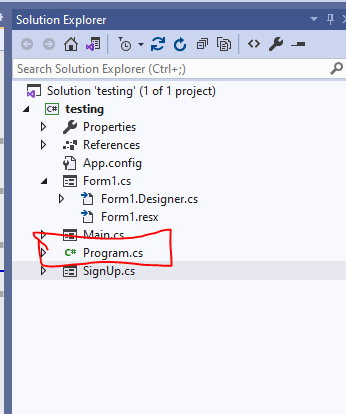 Solution Explorer
Search Solution Explorer (Ctrl+;)
Solution 'testing' (1 of 1 project)
C# testing
Properties
References
App.config
Form1.cs
Form1.Designer.cs
Form1.resx
Main.cs
C# Program.cs
SignUp.cs